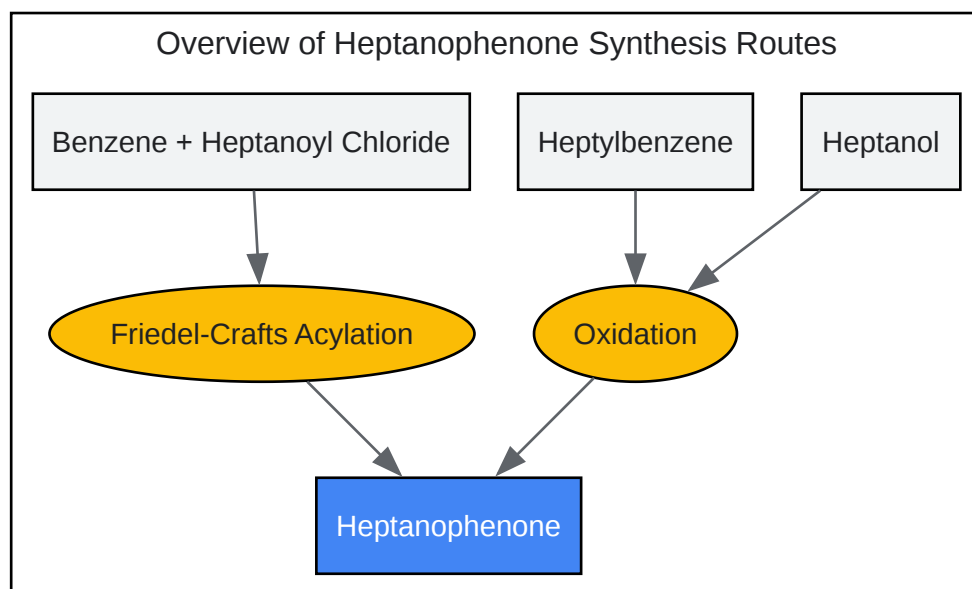 Overview of Heptanophenone Synthesis Routes
Benzene + Heptanoyl Chloride
Heptylbenzene
Heptanol
Friedel-Crafts Acylation
Oxidation
Heptanophenone